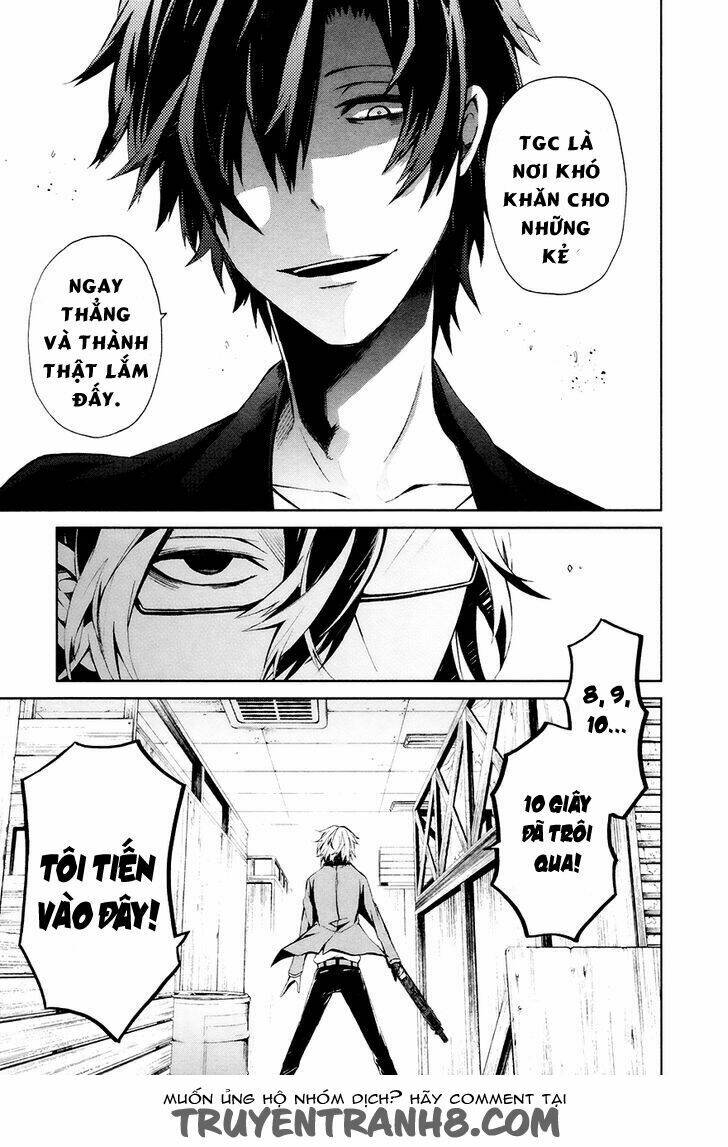 TGC LÀ
NƠI KHÓ
KHĂN CHO
NHỮNG
KẺ
NGAY
THẲNG
VÀ THÀNH
THẬT LẮM
ĐẤY.
8, 9,
10...
10 GIÂY
ĐÃ TRÔI
QUA!
TÔI TIẾN
VÀO ĐÂY!
MUỐN ỦNG HỘ NHÓM DỊCH? HÃY COMMENT TẠI
TRUYENTRANH8.COM